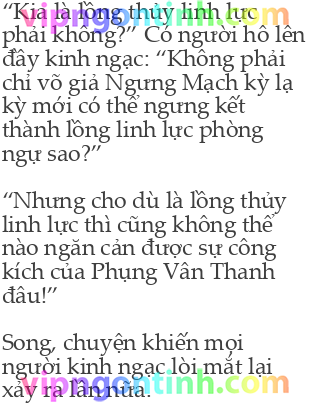 “Kia là lồng thủy linh lực
vipngontinh.com
phải không?” Có người hô lên
đầy kinh ngạc: “Không phải
chỉ võ giả Ngưng Mạch kỳ lạ
kỳ mới có thể ngưng kết
thành lồng linh lực phòng
ngự sao?”
“Nhưng cho dù là lồng thủy
linh lực thì cũng không thể
nào ngăn cản được sự công
kích của Phụng Vân Thanh
đâu!”
Song, chuyện khiến mọi
người kinh ngạc lòi mắt lại
xảy ra lần nữa.
vipngontinh.com